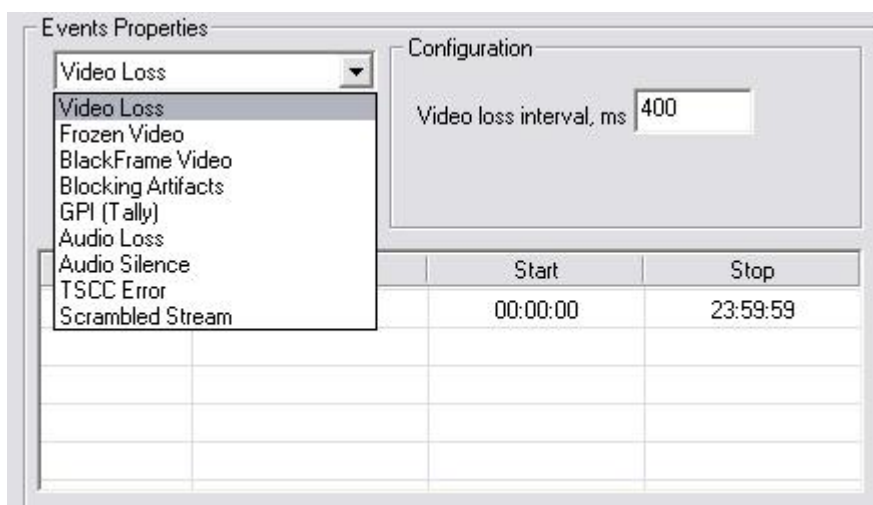 Events Properties
Video Loss
Video Loss
Frozen Video
BlackFrame Video
Blocking Artifacts
GPI (Tally)
Audio Loss
Audio Silence
TSCC Error
Scrambled Stream
Configuration
Video loss interval, ms 400
Start Stop
00:00:00 23:59:59